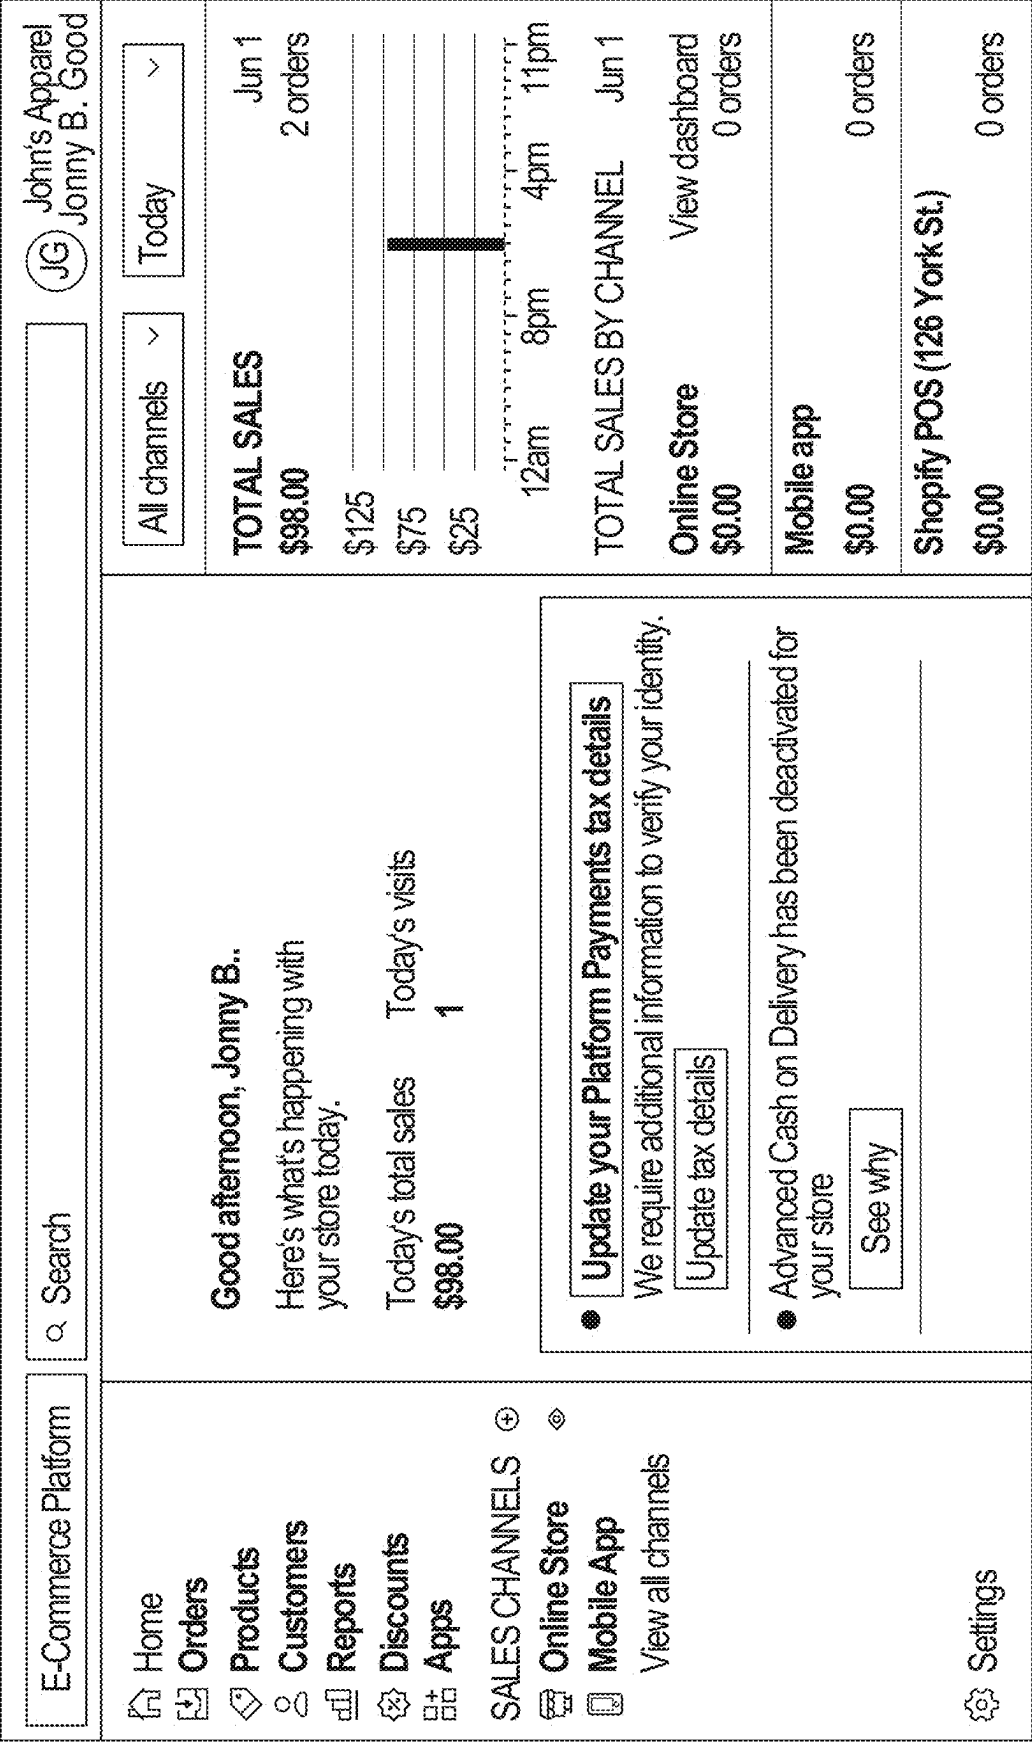 E-Commerce Platform
Search
JG
John's Apparel
Jonny B. Good
Home
Orders
Products
Customers
Reports
Discounts
Apps
SALES CHANNELS
Online Store
Mobile App
View all channels
Settings
Good afternoon, Jonny B..
Here's what's happening with
your store today.
Today's total sales Today's visits
$98.00 1
Update your Platform Payments tax details
We require additional information to verify your identity.
Update tax details
Advanced Cash on Delivery has been deactivated for
your store
See why
All channels Today
TOTAL SALES Jun 1
$98.00 2 orders
$125
$75
$25
12am 8pm 4pm 11pm
TOTAL SALES BY CHANNEL Jun 1
Online Store View dashboard
$0.00 0 orders
Mobile app
$0.00 0 orders
Shopify POS (126 York St.)
$0.00 0 orders